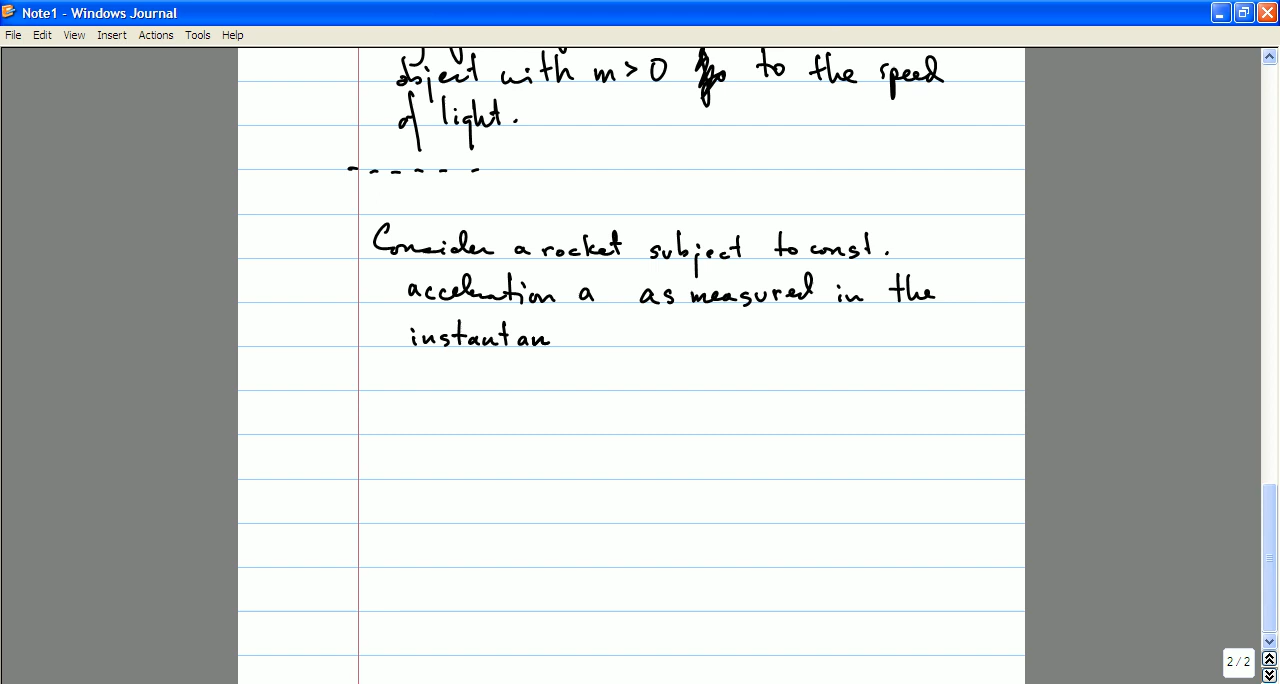 Note1 - Windows Journal
File Edit View Insert Actions Tools Help
object with m > 0 to the speed
of light.
------
Consider a rocket subject to const.
acceleration a as measured in the
instantan
2 / 2